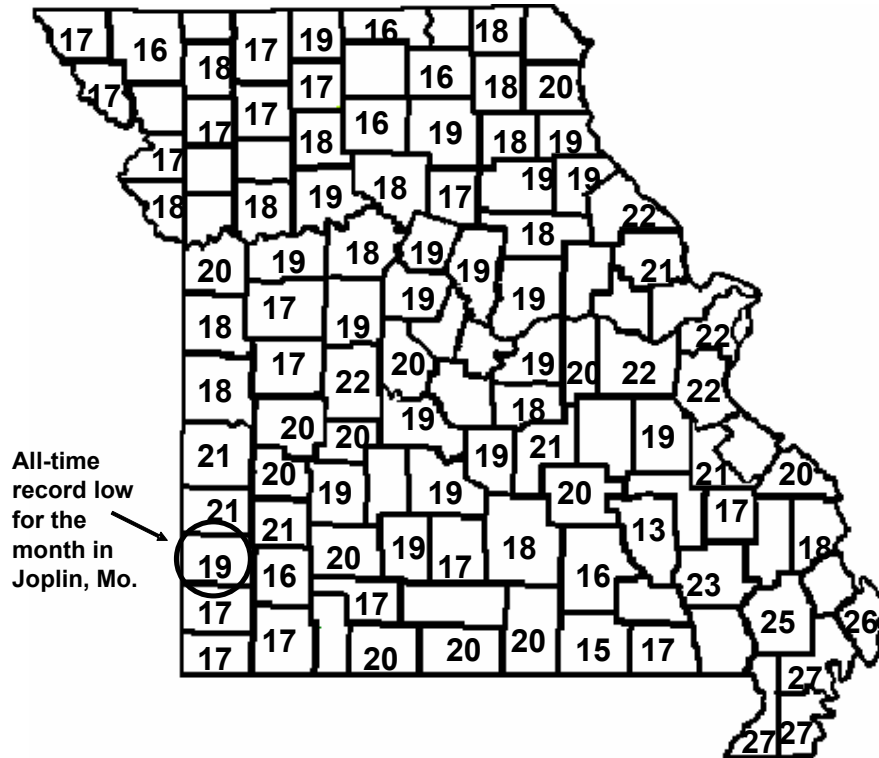 17 16 17 19 16 18
18
17 17 16 18 20
17 17 16 19 18 19
18
17
18 18 19 18 17 19 19
22
18
20 19 18 19 19 21
18 17 19 19 19 22
18 17 22 20 19 20 22 22
20 20 19 18 21 19
All-time
record low
for the
month in
Joplin, Mo.
21 20 19 19 19 20 21 20
21 21 20 19 17 18 13 17 18
19 16 17 16 23
17 17 20 20 20 15 17 25 26
17
27
27 27